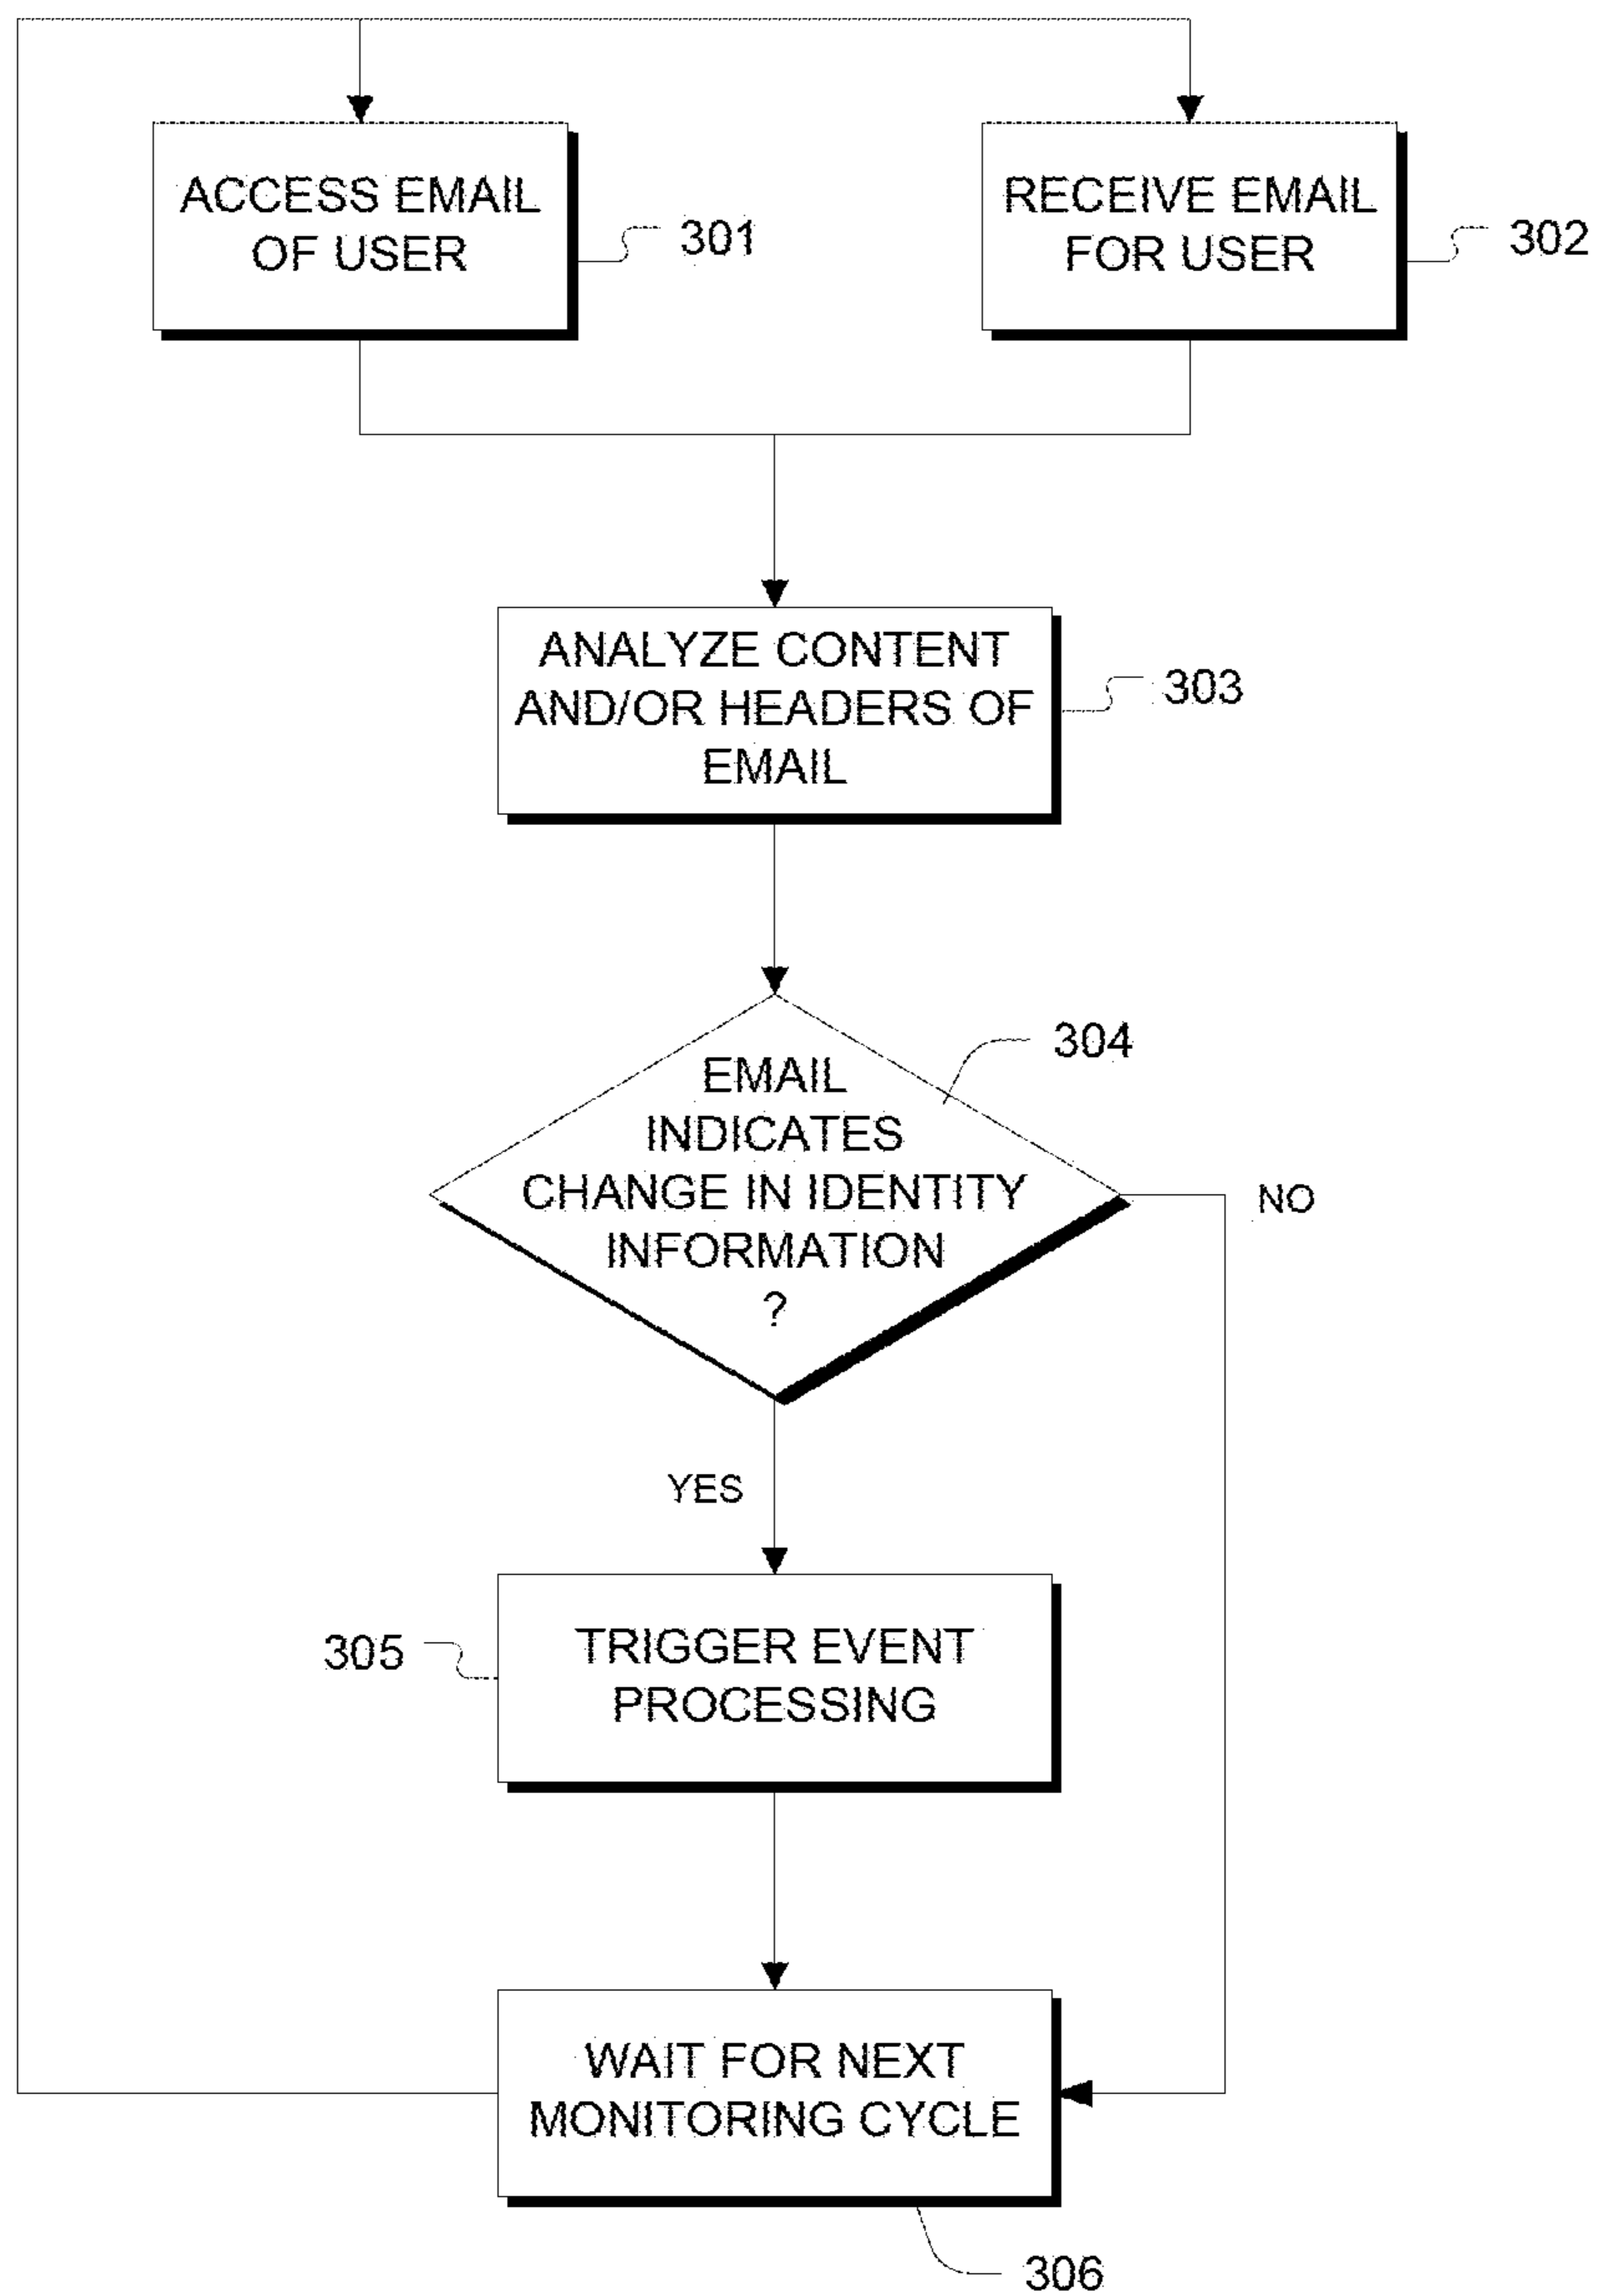 ACCESS EMAIL
OF USER
301
RECEIVE EMAIL
FOR USER
302
ANALYZE CONTENT
AND/OR HEADERS OF
EMAIL
303
EMAIL
INDICATES
CHANGE IN IDENTITY
INFORMATION
?
304
NO
YES
TRIGGER EVENT
PROCESSING
305
WAIT FOR NEXT
MONITORING CYCLE
306